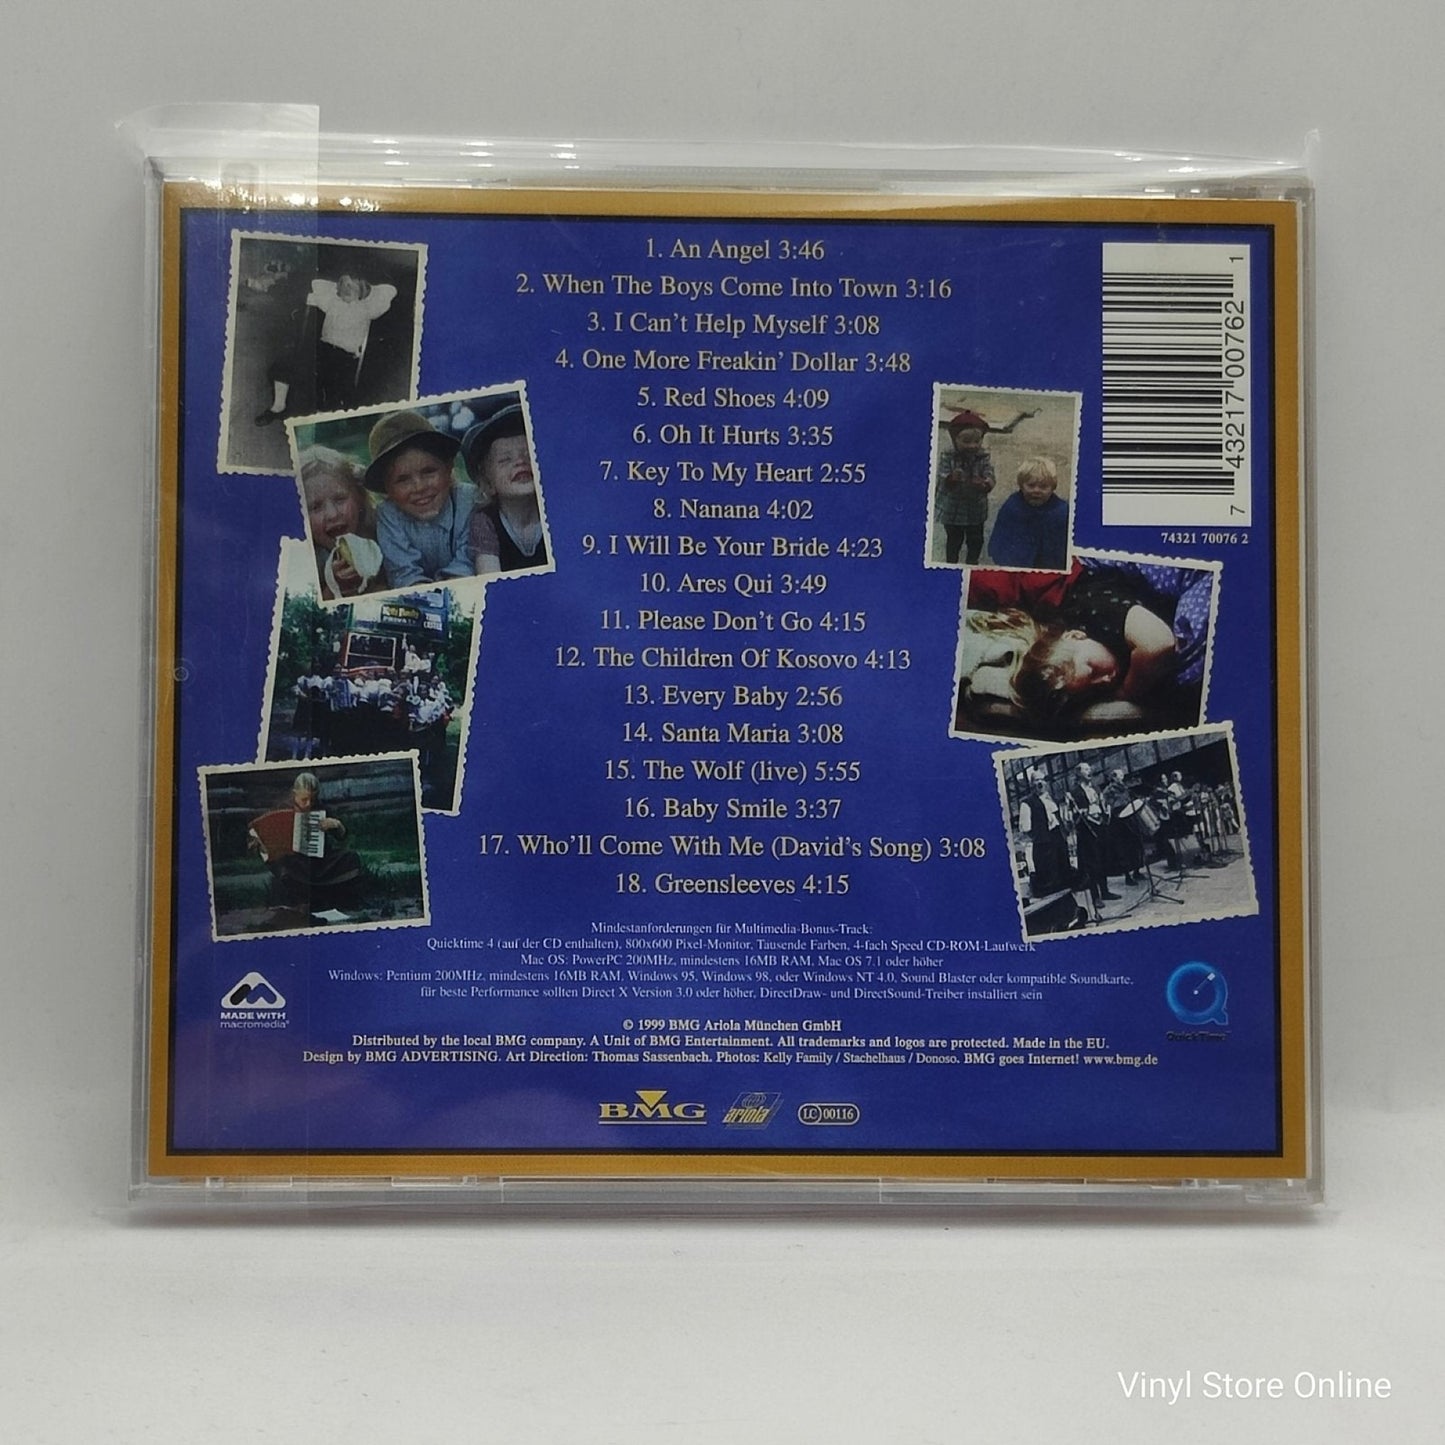 1. An Angel 3:46
2. When The Boys Come Into Town 3:16
3. I Can't Help Myself 3:08
4. One More Freakin' Dollar 3:48
5. Red Shoes 4:09
6. Oh It Hurts 3:35
7. Key To My Heart 2:55
8. Nanana 4:02
9. I Will Be Your Bride 4:23
10. Ares Qui 3:49
11. Please Don't Go 4:15
12. The Children Of Kosovo 4:13
13. Every Baby 2:56
14. Santa Maria 3:08
15. The Wolf (live) 5:55
16. Baby Smile 3:37
17. Who'll Come With Me (David's Song) 3:08
18. Greensleeves 4:15
7 43217 00762 1
74321 70076 2
Mindestanforderungen für Multimedia-Bonus-Track:
Quicktime 4 (auf der CD enthalten), 800x600 Pixel-Monitor, Tausende Farben, 4-fach Speed CD-ROM-Laufwerk
Mac OS: PowerPC 200MHz, mindestens 16MB RAM, Mac OS 7.1 oder höher
Windows: Pentium 200MHz, mindestens 16MB RAM, Windows 95, Windows 98, oder Windows NT 4.0, Sound Blaster oder kompatible Soundkarte,
für beste Performance sollten Direct X Version 3.0 oder höher, DirectDraw- und DirectSound-Treiber installiert sein
MADE WITH
macromedia®
QuickTime™
© 1999 BMG Ariola München GmbH
Distributed by the local BMG company. A Unit of BMG Entertainment. All trademarks and logos are protected. Made in the EU.
Design by BMG ADVERTISING. Art Direction: Thomas Sassenbach. Photos: Kelly Family / Stachelhaus / Donoso. BMG goes Internet! www.bmg.de
BMG
ariola
LC 00116
Vinyl Store Online